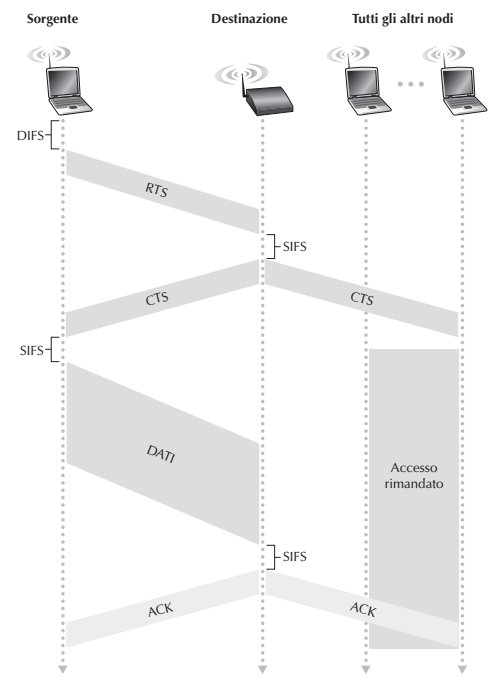 Sorgente
Destinazione
Tutti gli altri nodi
DIFS
RTS
SIFS
CTS
CTS
SIFS
DATI
Accesso
rimandato
SIFS
ACK
ACK